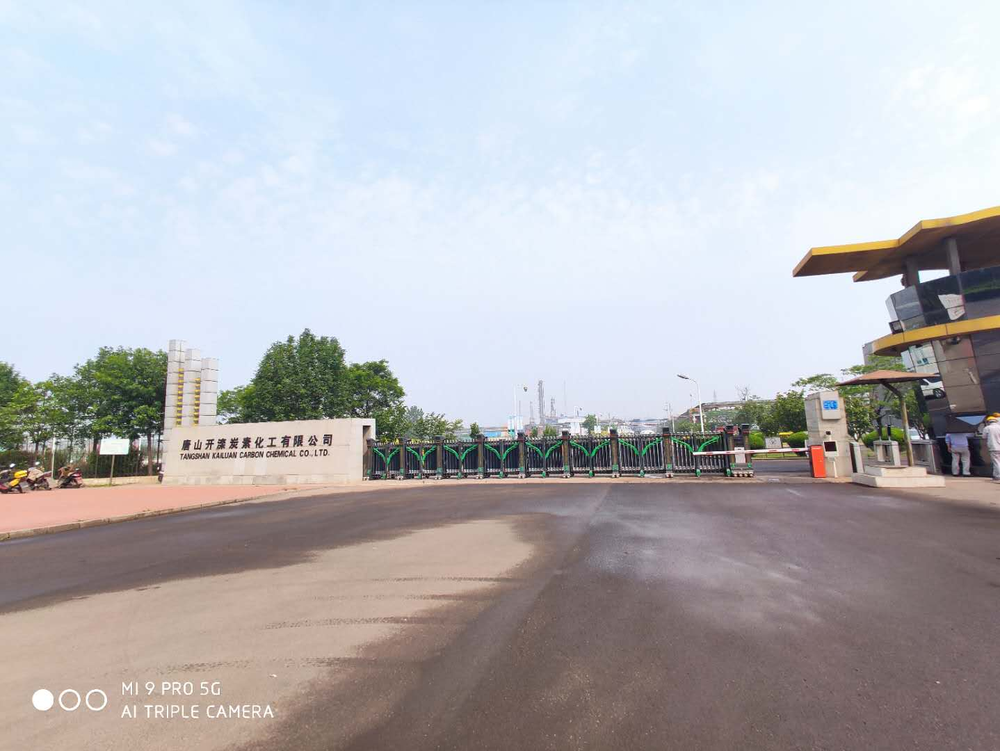 唐山开滦炭素化工有限公司
TANGSHAN KAILUAN CARBON CHEMICAL CO.,LTD.
MI 9 PRO 5G
AI TRIPLE CAMERA